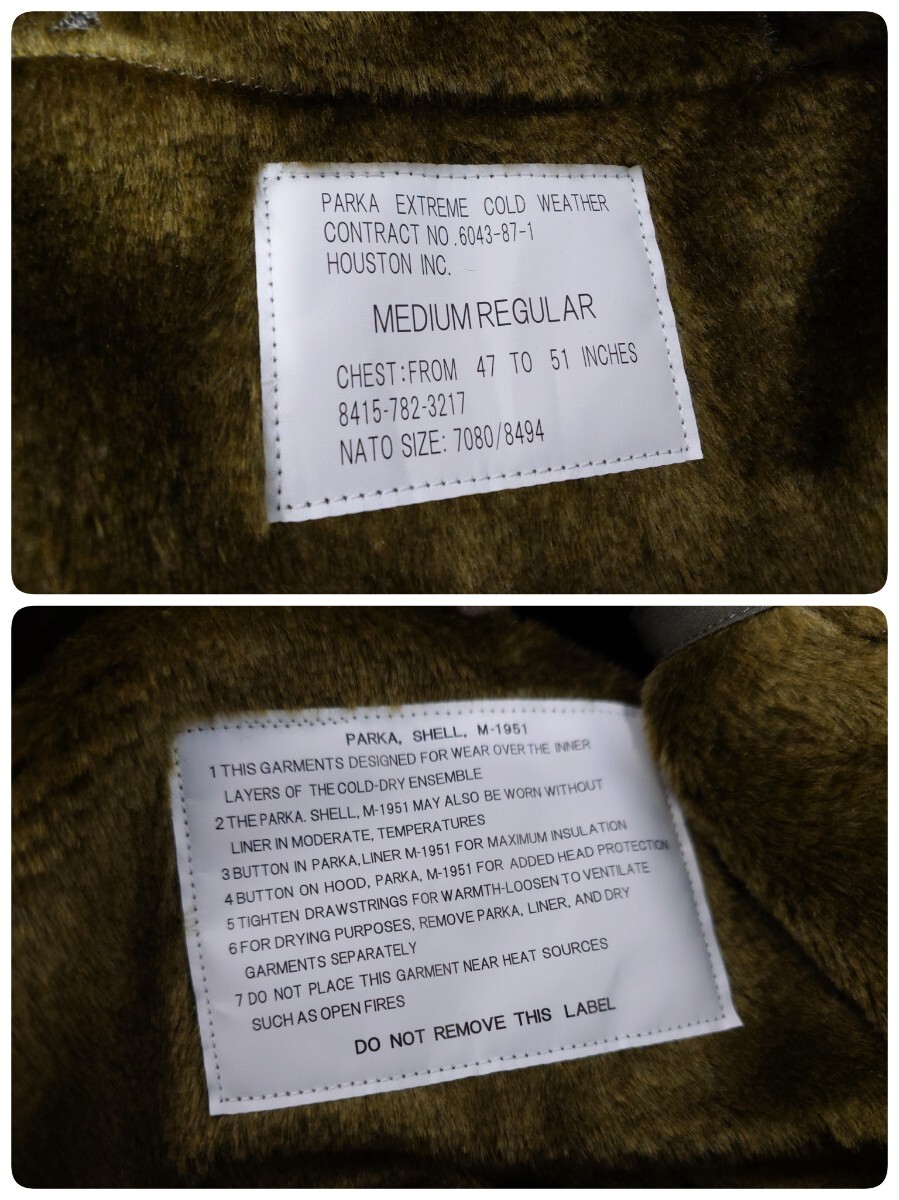 PARKA EXTREME COLD WEATHER
CONTRACT NO.6043-87-1
HOUSTON INC.
MEDIUM REGULAR
CHEST:FROM 47 TO 51 INCHES
8415-782-3217
NATO SIZE: 7080/8494
PARKA, SHELL, M-1951
1 THIS GARMENTS DESIGNED FOR WEAR OVER THE INNER
LAYERS OF THE COLD-DRY ENSEMBLE
2 THE PARKA. SHELL, M-1951 MAY ALSO BE WORN WITHOUT
LINER IN MODERATE, TEMPERATURES
3 BUTTON IN PARKA,LINER M-1951 FOR MAXIMUM INSULATION
4 BUTTON ON HOOD, PARKA, M-1951 FOR ADDED HEAD PROTECTION
5 TIGHTEN DRAWSTRINGS FOR WARMTH-LOOSEN TO VENTILATE
6 FOR DRYING PURPOSES, REMOVE PARKA, LINER, AND DRY
GARMENTS SEPARATELY
7 DO NOT PLACE THIS GARMENT NEAR HEAT SOURCES
SUCH AS OPEN FIRES
DO NOT REMOVE THIS LABEL